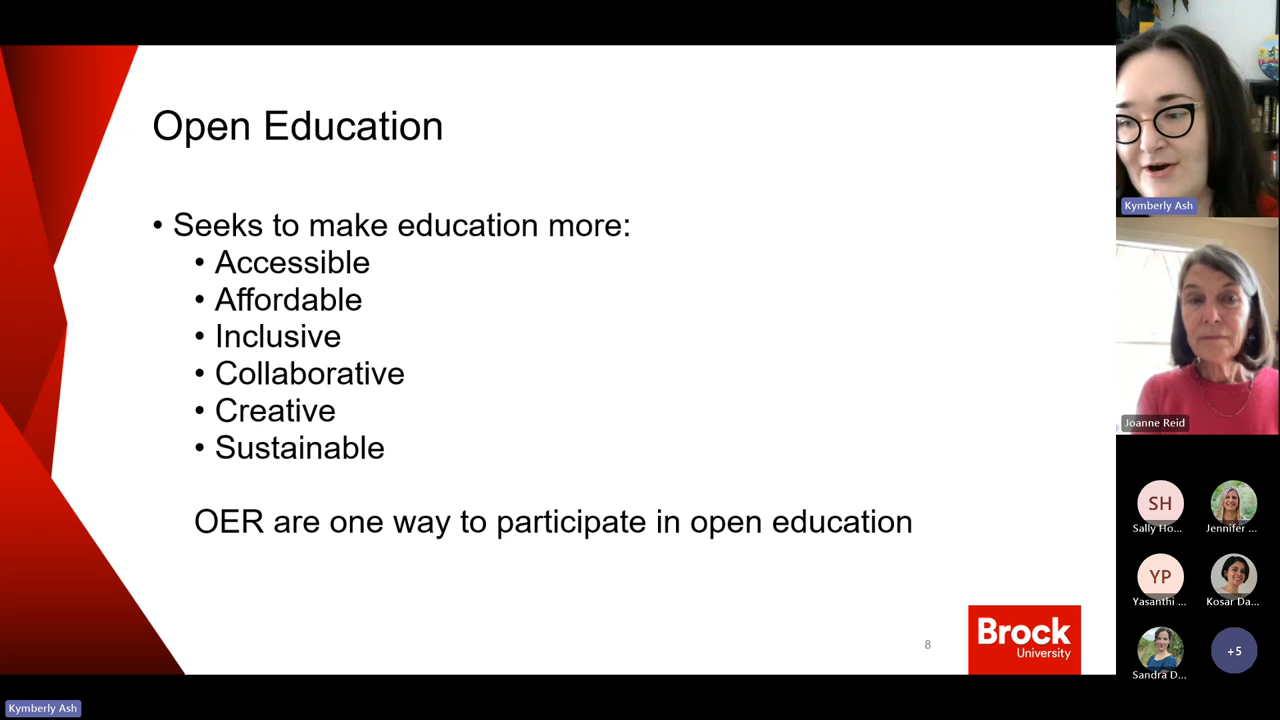 Open Education
• Seeks to make education more:
• Accessible
• Affordable
• Inclusive
• Collaborative
• Creative
• Sustainable
OER are one way to participate in open education
8
Brock
University
Kymberly Ash
Joanne Reid
SH
Sally Ho...
Jennifer ...
YP
Yasanthi ...
Kosar Da...
Sandra D...
+5
Kymberly Ash